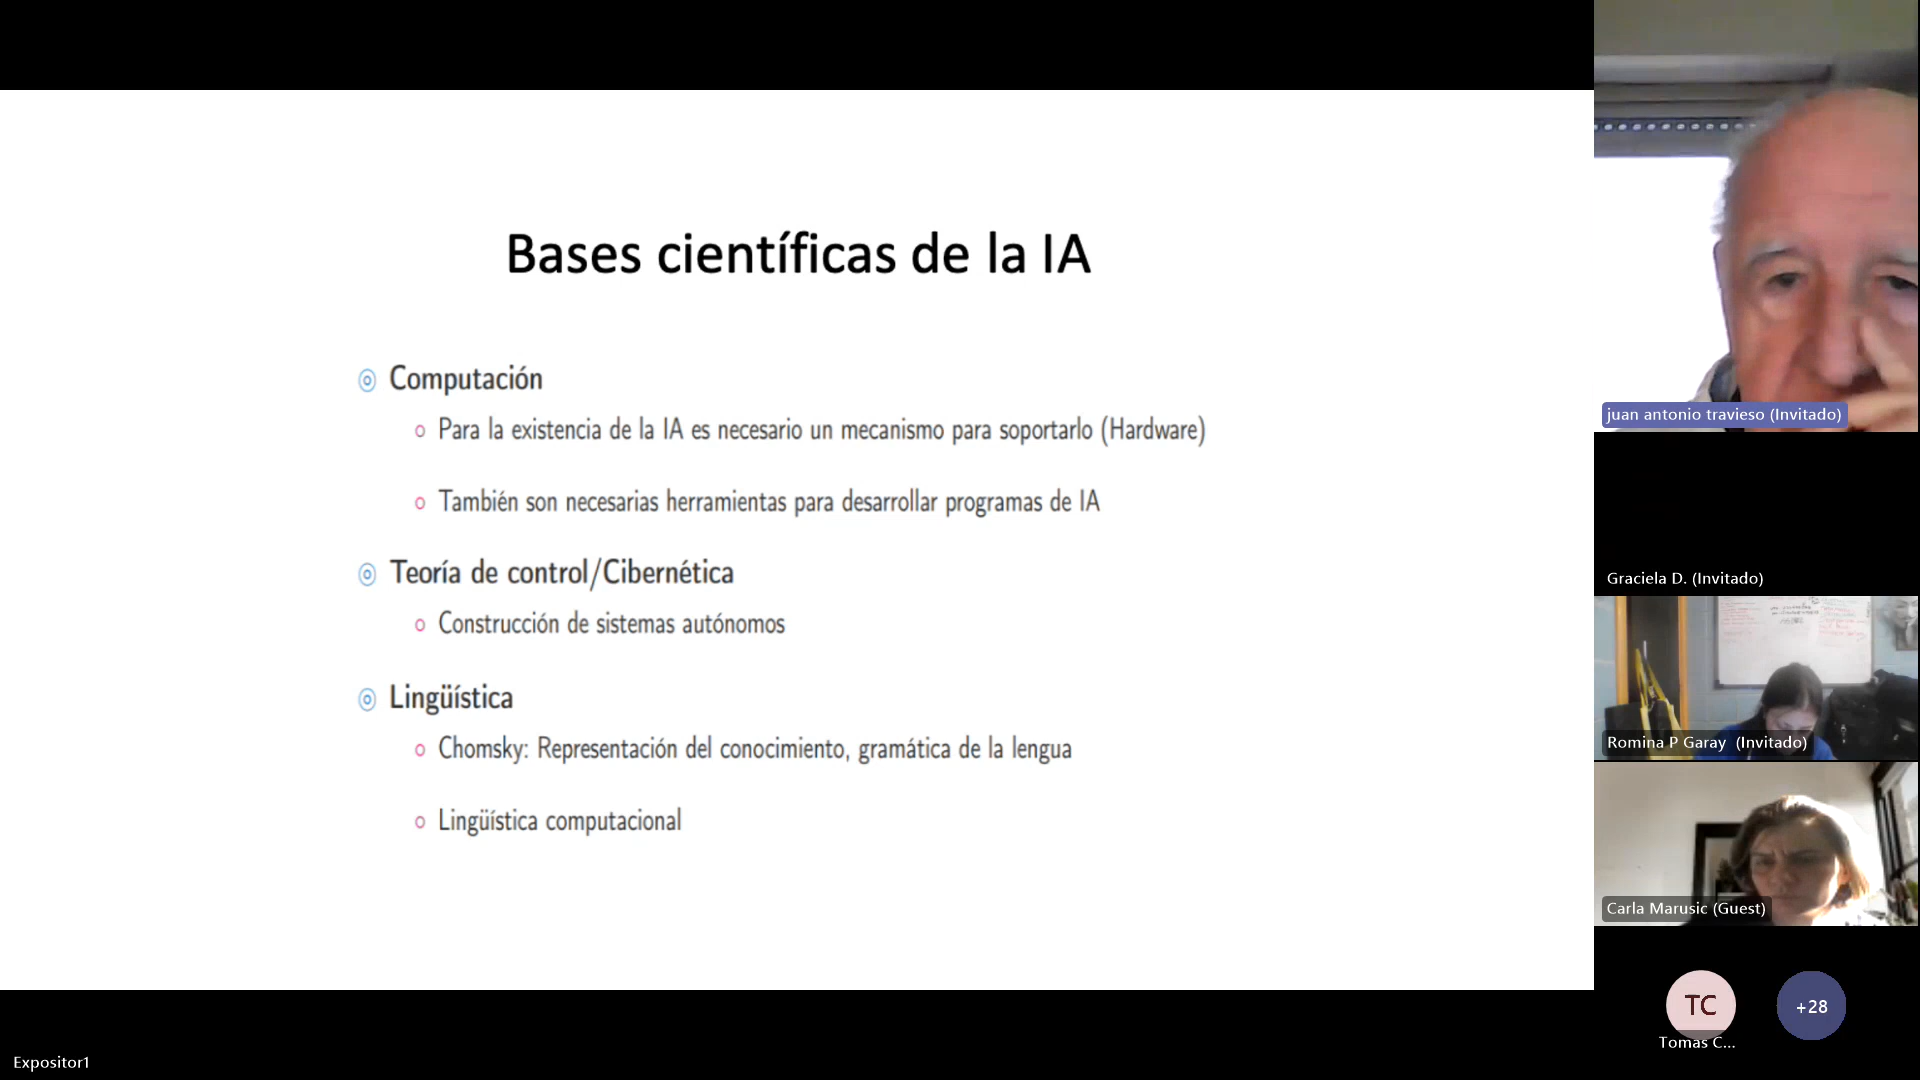 Bases científicas de la IA
Computación
Para la existencia de la IA es necesario un mecanismo para soportarlo (Hardware)
También son necesarias herramientas para desarrollar programas de IA
Teoría de control/Cibernética
Construcción de sistemas autónomos
Lingüística
Chomsky: Representación del conocimiento, gramática de la lengua
Lingüística computacional
juan antonio travieso (Invitado)
Graciela D. (Invitado)
Romina P Garay (Invitado)
Carla Marusic (Guest)
TC
+28
Tomas C...
Expositor1